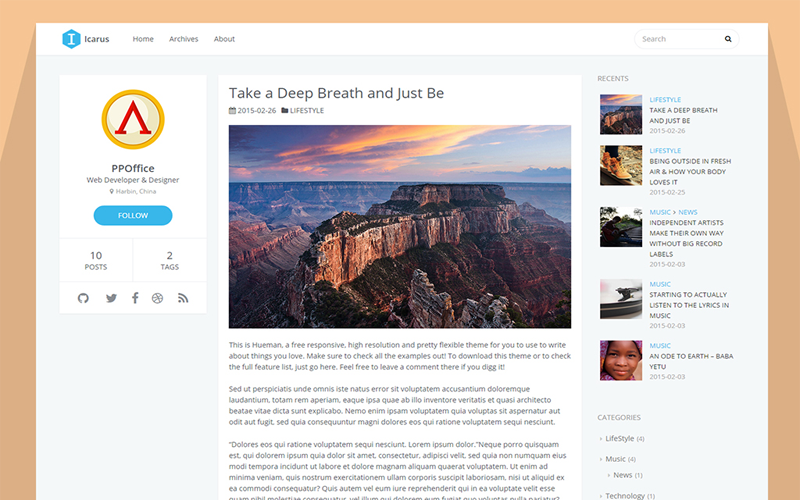 Icarus
Home
Archives
About
Search
PPOffice
Web Developer & Designer
Harbin, China
FOLLOW
10
POSTS
2
TAGS
Take a Deep Breath and Just Be
2015-02-26 LIFESTYLE
This is Hueman, a free responsive, high resolution and pretty flexible theme for you to use to write
about things you love. Make sure to check all the examples out! To download this theme or to check
the full feature list, just go here. Feel free to leave a comment there if you digg it!
Sed ut perspiciatis unde omnis iste natus error sit voluptatem accusantium doloremque
laudantium, totam rem aperiam, eaque ipsa quae ab illo inventore veritatis et quasi architecto
beatae vitae dicta sunt explicabo. Nemo enim ipsam voluptatem quia voluptas sit aspernatur aut
odit aut fugit, sed quia consequuntur magni dolores eos qui ratione voluptatem sequi nesciunt.
“Dolores eos qui ratione voluptatem sequi nesciunt. Lorem ipsum dolor.”Neque porro quisquam
est, qui dolorem ipsum quia dolor sit amet, consectetur, adipisci velit, sed quia non numquam eius
modi tempora incidunt ut labore et dolore magnam aliquam quaerat voluptatem. Ut enim ad
minima veniam, quis nostrum exercitationem ullam corporis suscipit laboriosam, nisi ut aliquid ex
ea commodi consequatur? Quis autem vel eum iure reprehenderit qui in ea voluptate velit esse
quam nihil molestiae consequatur, vel illum qui dolorem eum fugiat quo voluptas nulla pariatur?
RECENTS
LIFESTYLE
TAKE A DEEP BREATH
AND JUST BE
2015-02-26
LIFESTYLE
BEING OUTSIDE IN FRESH
AIR & HOW YOUR BODY
LOVES IT
2015-02-25
MUSIC > NEWS
INDEPENDENT ARTISTS
MAKE THEIR OWN WAY
WITHOUT BIG RECORD
LABELS
2015-02-03
MUSIC
STARTING TO ACTUALLY
LISTEN TO THE LYRICS IN
MUSIC
2015-02-03
MUSIC
AN ODE TO EARTH – BABA
YETU
2015-02-03
CATEGORIES
LifeStyle (4)
Music (4)
News (1)
Technology (1)